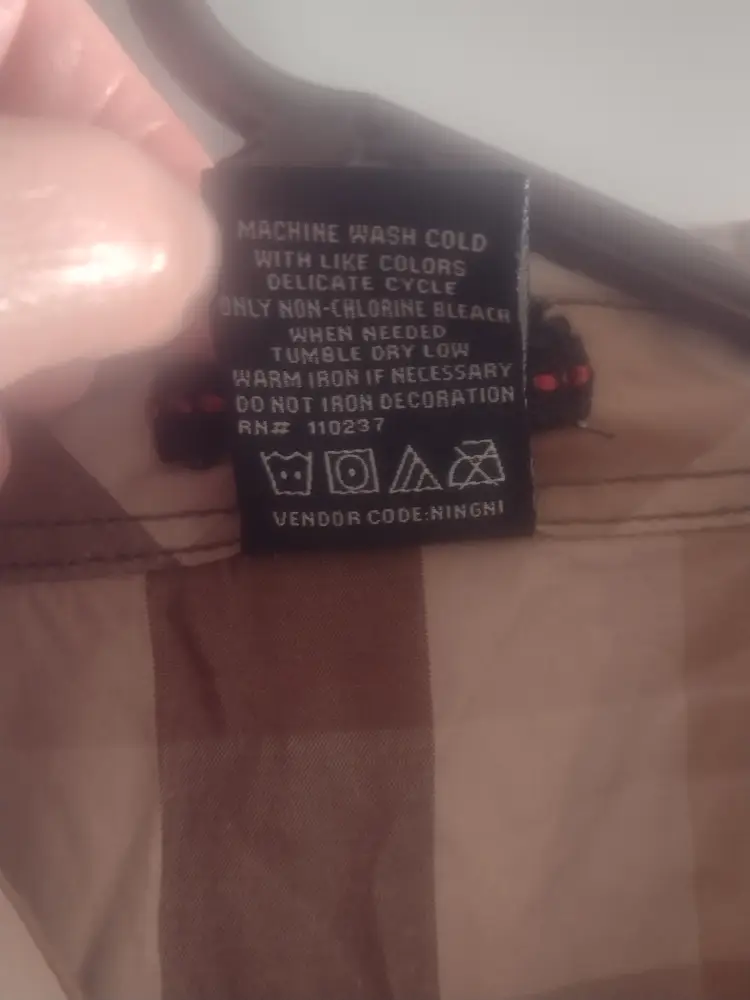 MACHINE WASH COLD
WITH LIKE COLORS
DELICATE CYCLE
ONLY NON-CHLORINE BLEACH
WHEN NEEDED
TUMBLE DRY LOW
WARM IRON IF NECESSARY
DO NOT IRON DECORATION
RN# 110237
VENDOR CODE:NINGNI